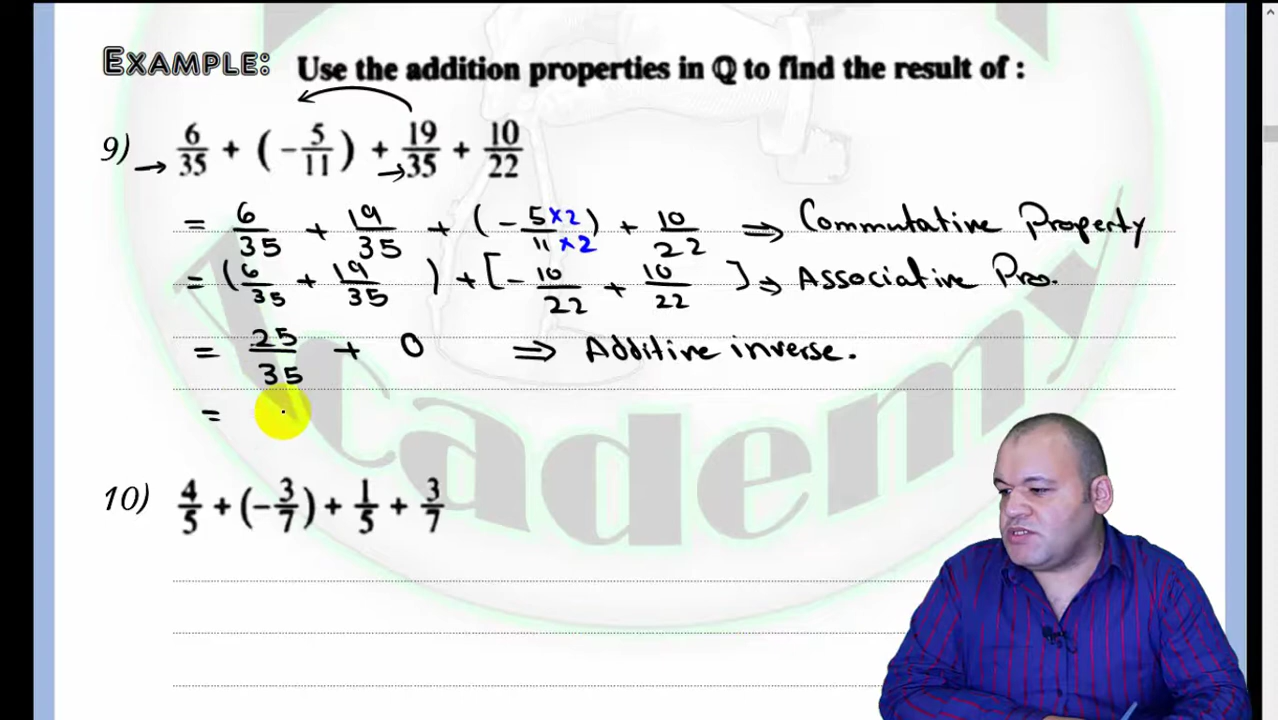 EXAMPLE: Use the addition properties in Q to find the result of :
9) 6/35 + (-5/11) + 19/35 + 10/22
= 6/35 + 19/35 + (-5×2/11×2) + 10/22 ⇒ Commutative Property
= (6/35 + 19/35) + [-10/22 + 10/22] ⇒ Associative Pro.
= 25/35 + 0 ⇒ Additive inverse.
=
10) 4/5 + (-3/7) + 1/5 + 3/7
Academy